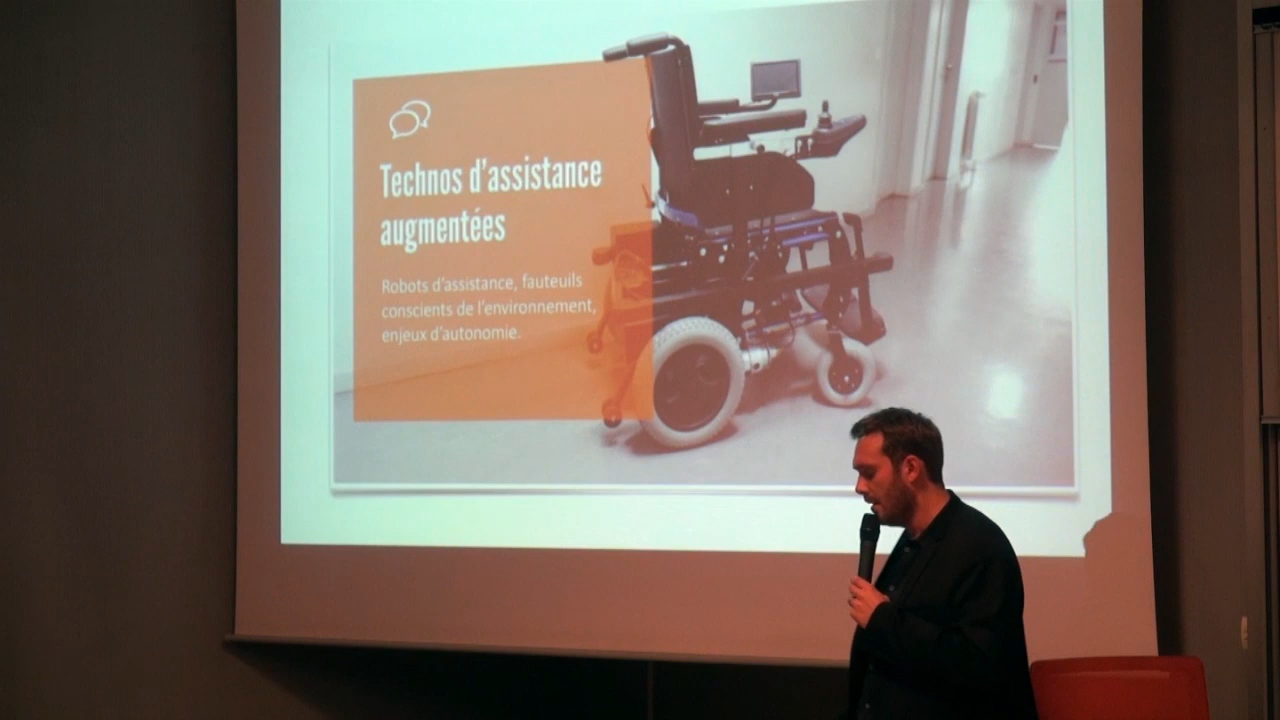 Technos d'assistance
augmentées
Robots d'assistance, fauteuils
conscients de l'environnement,
enjeux d'autonomie.